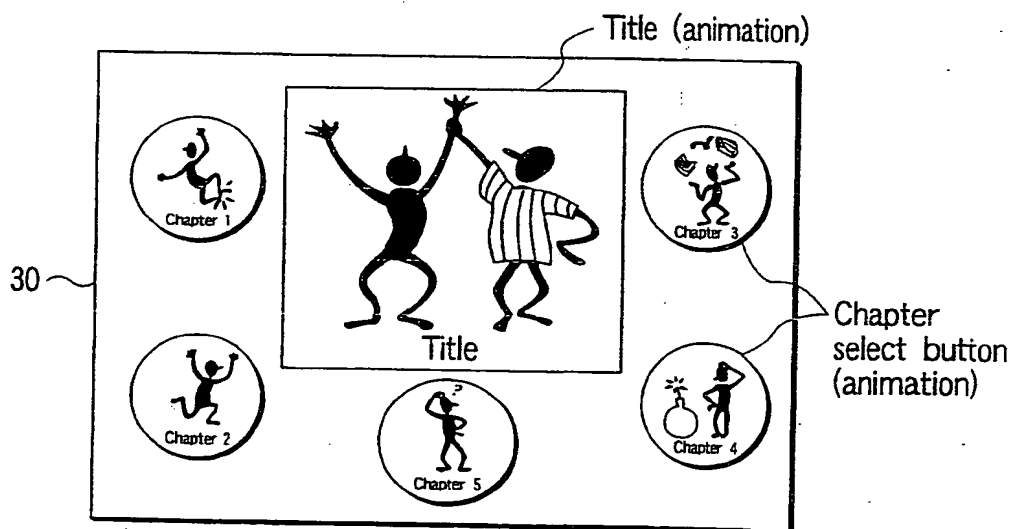 Title (animation)
Chapter 1
Chapter 3
30
Title
Chapter
select button
(animation)
Chapter 2
?
Chapter 4
Chapter 5